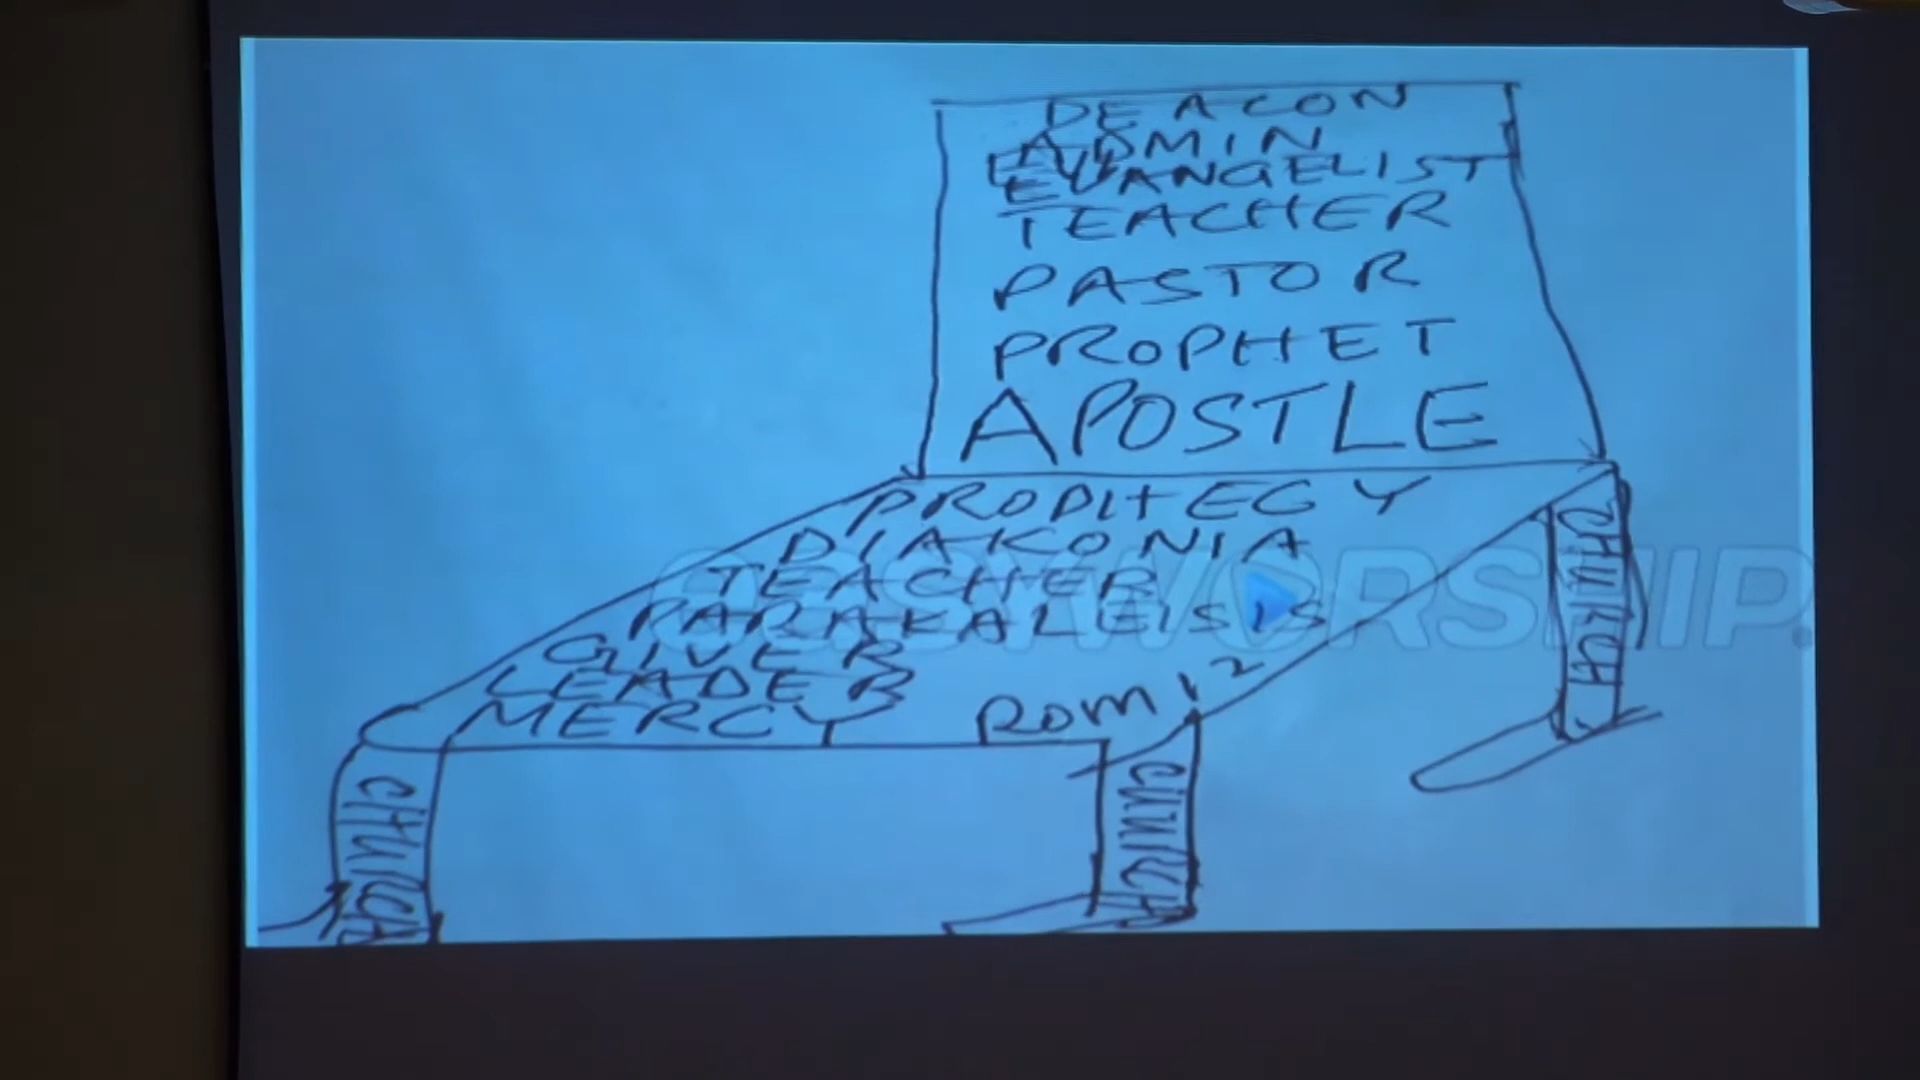 DEACON
ADMIN
EVANGELIST
TEACHER
PASTOR
PROPHET
APOSTLE
PROPHECY
DIAKONIA
TEACHER
PARAKALEISIS
GIVER
LEADER
MERCY ROM 12
CHURCH
CHURCH
CHURCH
EASYWORSHIP.